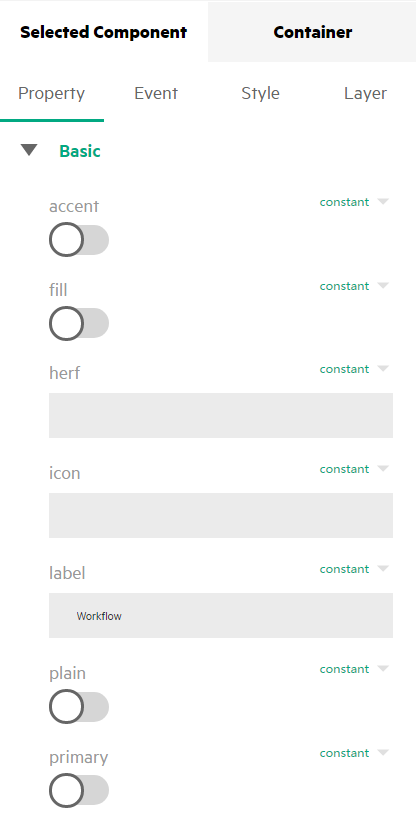 Selected Component Container
Property Event Style Layer
Basic
accent constant
fill constant
herf constant
icon constant
label constant
Workflow
plain constant
primary constant